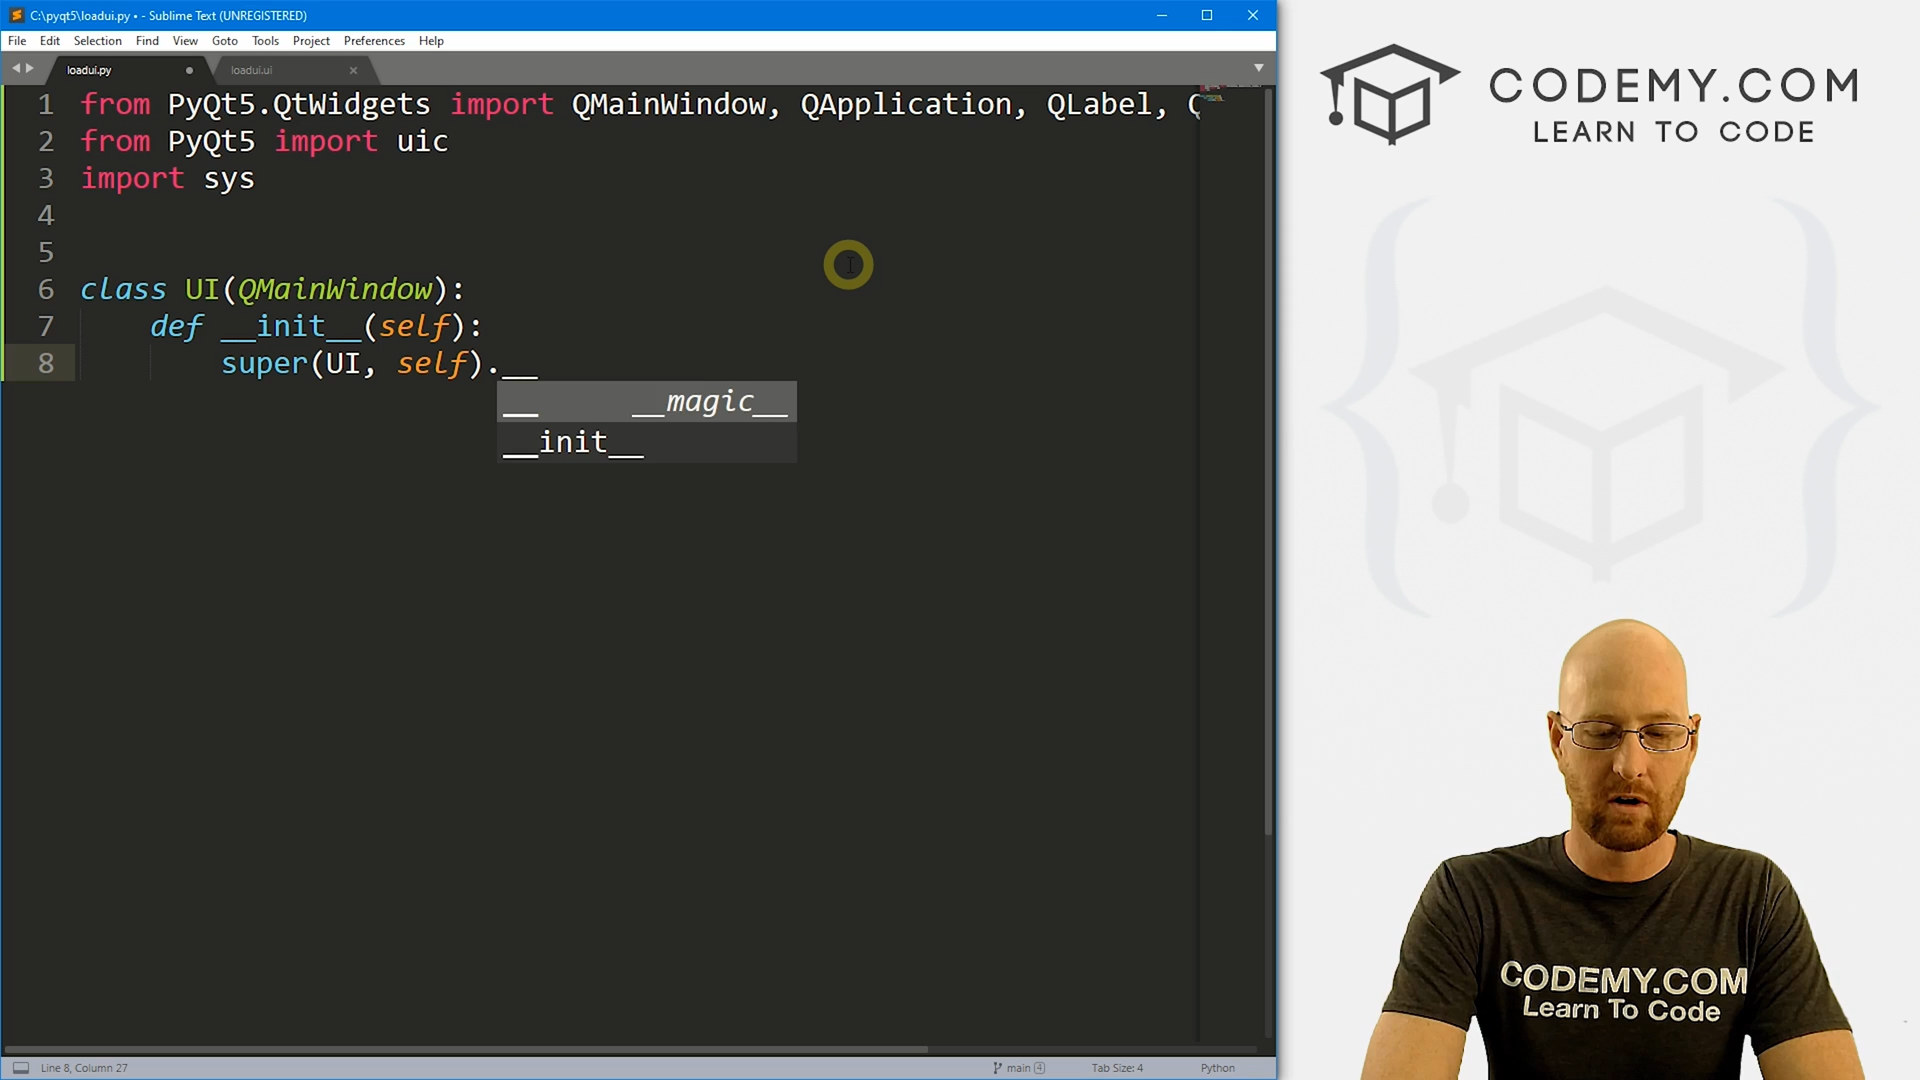 C:\pyqt5\loadui.py • - Sublime Text (UNREGISTERED)
File Edit Selection Find View Goto Tools Project Preferences Help
loadui.py loadui.ui
1 from PyQt5.QtWidgets import QMainWindow, QApplication, QLabel, Q
2 from PyQt5 import uic
3 import sys
4
5
6 class UI(QMainWindow):
7 def __init__(self):
8 super(UI, self).__
__ __magic__
__init__
Line 8, Column 27 main 4 Tab Size: 4 Python
CODEMY.COM
LEARN TO CODE
CODEMY.COM
Learn To Code